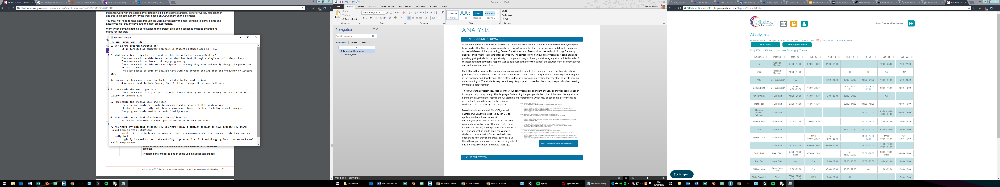 AS and A-level Compute
raspberry pi led display
Microsoft Office Home
Year 13 Computing
filestore.aqa.org.uk/resources/computing/specifications/AQA-7516-7517-SP-2015.PDF
student's work with the exemplar to determine if it is the same standard, better or worse. You can then
use this to allocate a mark for the work based on AQA's mark on the exemplar.
You may well need to read back through the work as you apply the mark scheme to clarify points and
assure yourself that the level and the mark are appropriate.
Work which contains nothing of relevance to the project area being assessed must be awarded no
marks for that area.
Untitled - Notepad
File Edit Format View Help
1. Who is the program targeted at?
It is targeted at computer science/ IT students between ages 13 - 15.
2. What are a few things the user must be able to do in the new application?
The user should be able to enciper or decipher text through a single or multiple ciphers.
The user should not have to do any programming.
The user should be able to order ciphers in any way they want and easily change the paramaters
of said ciphers.
The user should be able to analyse text with the program showing them the frequency of letters
etc.
3. How many ciphers would you like to be included in the application?
4 or more. Must include Caesar, Substitution, Transposition, and Railfence.
4. How should the user input data?
The user should easily be able to input data either by typing it or copy and pasting it into a
textbox or command line.
5. How should the program look and feel?
The program should be simple to approach and need very little instructions.
It should look friendly and clearly show what ciphers the text is being passed through.
The program should mostly be controlled by mouse.
6. What would be an ideal platform for the application?
Either an standalone windows application or an interactive website.
7. Are there any existing programs you use that fufill a similar problem or have aspects you think
would help in this situation?
Scratch is used to teach the younger students programming as it has an easy interface and user
friendly look.
Logic.ly is used to teach students logic gates as its click and dragging input system works well
and is easy to use.
projects.
Problem partly modelled and of some use in subsequent stages.
Visit aqa.org.uk/7517 for the most up-to-date specifications, resources, support and administration 91
Document1 - Word
FILE HOME INSERT DESIGN PAGE LAYOUT REFERENCES MAILINGS REVIEW VIEW
Leon Cresdee
Paste
Cut
Copy
Format Painter
Clipboard
Corbel (Body) 10
Font
Paragraph
¶ Normal Title Heading 1 Heading 2
Styles
Find
Replace
Select
Editing
Navigation
Search document
HEADINGS PAGES RESULTS
1.1 Background Information
1.2 Current System
ANALYSIS
1.1 BACKGROUND INFORMATION
At AF School the computer science lessons are intended to encourage students and show them everything the
topic has to offer. One section of computer science is Ciphers, it entails the enciphering and deciphering process
of many different ciphers, including; Caesar, Substitution, and Transposition. As well as including, frequency
analysis, and brute force methods for decryption. The section is often enjoyed by students as it can be fun and
puzzling, giving students the opportunity to compete solving problems, whilst using algorithms. It is this side of
the lessons that the students respond well to as it pushes them to think about the solution from a computational
and mathematical point of view.
Mr. C thinks that some of the younger students would also benefit from learning ciphers due to its benefits in
promoting critical thinking. With the older students Mr. C gets them to program some of the algorithms required
in the ciphering and deciphering. This is often in done in a language like python that the older students have an
understanding of. The students may use a library like pycipher to speed up the process, especially when layering
multiple ciphers together.
This is where the problem lies. Not all of the younger students are confident enough, or knowledgeable enough
to program in python, or any other language. So teaching the younger students the ciphers and the algorithms
behind them would either require the full teaching of programming, which may be too complex for them and
extend the learning time, or for the younger
students to do the tasks by hand on paper.
Based on an interview with Mr. C (Figure. 1) I
gathered what would be desired by Mr. C is an
application that allows students to
encipher/decipher text, as well as other use other
cryptanalysis tools in a way that does not require a
high technical skills, and is quick for the students to
use. The application would allow the younger
students to interact with Ciphers and help them
understand how they change text, as well as give
them the opportunity to explore the puzzling side of
deciphering an unknown encrypted message.
1.2 CURRENT SYSTEM
PAGE 1 OF 2 608 WORDS
110%
S4Labour Limited [GB] https://s4labour.com/Reports/PrintableRota
S4Labour
Catton Hospitality
Leon Cresdee - Rivo Lounge
Weekly Rota
Previous Week | 16 April 2018 to 22 April 2018 | Select Date... | Next Week | Export to Excel
Print Rota Print Signoff Sheet
All | FOH | Kitchen | In-house Training | Training
Employee Position Mon 16 Tue 17 Wed 18 Thu 19 Fri 20 Sat 21 Sun 22
Su General Manager 07:00 - 17:00 07:00 - 18:00 07:00 - 17:00 12:00 - 23:00 12:00 - 22:00
Shan Assistant Manager 10:00 - 14:00 H H H H NA NA
ACE FOH Supervisor NA H 11:00 - 23:30 12:00 - 00:30 16:00 - 01:00 16:00 - 01:00 16:00 - 23:30
Bethan Bond FOH Supervisor 1/2 H 16:00 - 23:30 16:00 - 23:30 07:00 - 15:00 1/2 H 07:00 - 16:00 1/2 H 08:00 - 16:00 08:00 - 16:00
Chloe White FOH Staff 15:00 - 20:00 15:00 - 18:30 15:00 - 20:00 15:00 - 21:00 NA
Titara Hose FOH Staff 07:00 - 14:00 11:00 - 14:30 09:00 - 14:00 10:00 - 15:00 08:00 - 16:00
Herman Zacarias Balbaera FOH Staff 19:00 - 23:00 09:00 - 18:00 18:00 - 01:00 09:00 - 16:00
Adam House FOH Staff 18:00 - 23:30 19:00 - 20:30 18:00 - 00:00 18:00 - 01:00 18:00 - 23:30
Leon FOH Staff 18:00 - 00:30 18:00 - 01:00 08:00 - 16:00 10:00 - 16:00
Mia Hurcom FOH Staff 1/2 H 19:00 - 23:30 1/2 H 18:00 - 23:30 09:00 - 14:00 1/2 H 1/2 H 10:00 - 16:00 1/2 H 11:00 - 15:00
CJ FOH Staff 08:00 - 15:00 09:00 - 15:00 09:00 - 15:00 16:00 - 01:00 11:00 - 16:00 19:00 - 01:00
David Ruck Head Chef 07:00 - 16:00 1/2 H 07:00 - 22:00 H 1/2 H 16:00 - 22:00 07:00 - 20:00 08:00 - 16:00 1/2 H 08:00 - 23:00
Josh Day Sous Chef NA NA 10:00 - 22:00 07:00 - 16:00 12:00 - 22:00 10:00 - 22:00 10:00 - 22:00
William King Junior Sous Chef 12:00 - 22:00 NA 07:00 - 16:00 10:00 - 22:00 NA 11:00 - 22:00 12:00 - 22:00
Silvia Cavaciuti Chef 11:00 - 15:00 18:00 - 22:00 1/2 H 18:00 - 22:00 H 17:00 - 22:00
Support
Downloads
Document1 - W...
S4Labour : Weekl...
AS and A-level C...
Mail – 11CreLeo...
Spotify
*pycipher.py - C:...
Untitled - Notep...
23:27
18/04/2018